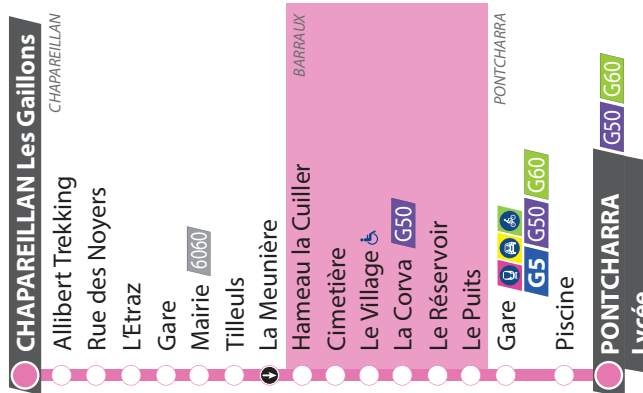 CHAPAREILLAN Les Gaillons
CHAPAREILLAN
Allibert Trekking
Rue des Noyers
L'Etraz
Gare
Mairie 6060
Tilleuls
La Meunière
BARRAUX
Hameau la Cuiller
Cimetière
Le Village
La Corva G50
Le Réservoir
Le Puits
PONTCHARRA
Gare
G5 G50 G60
Piscine
PONTCHARRA G50 G60
Lycée